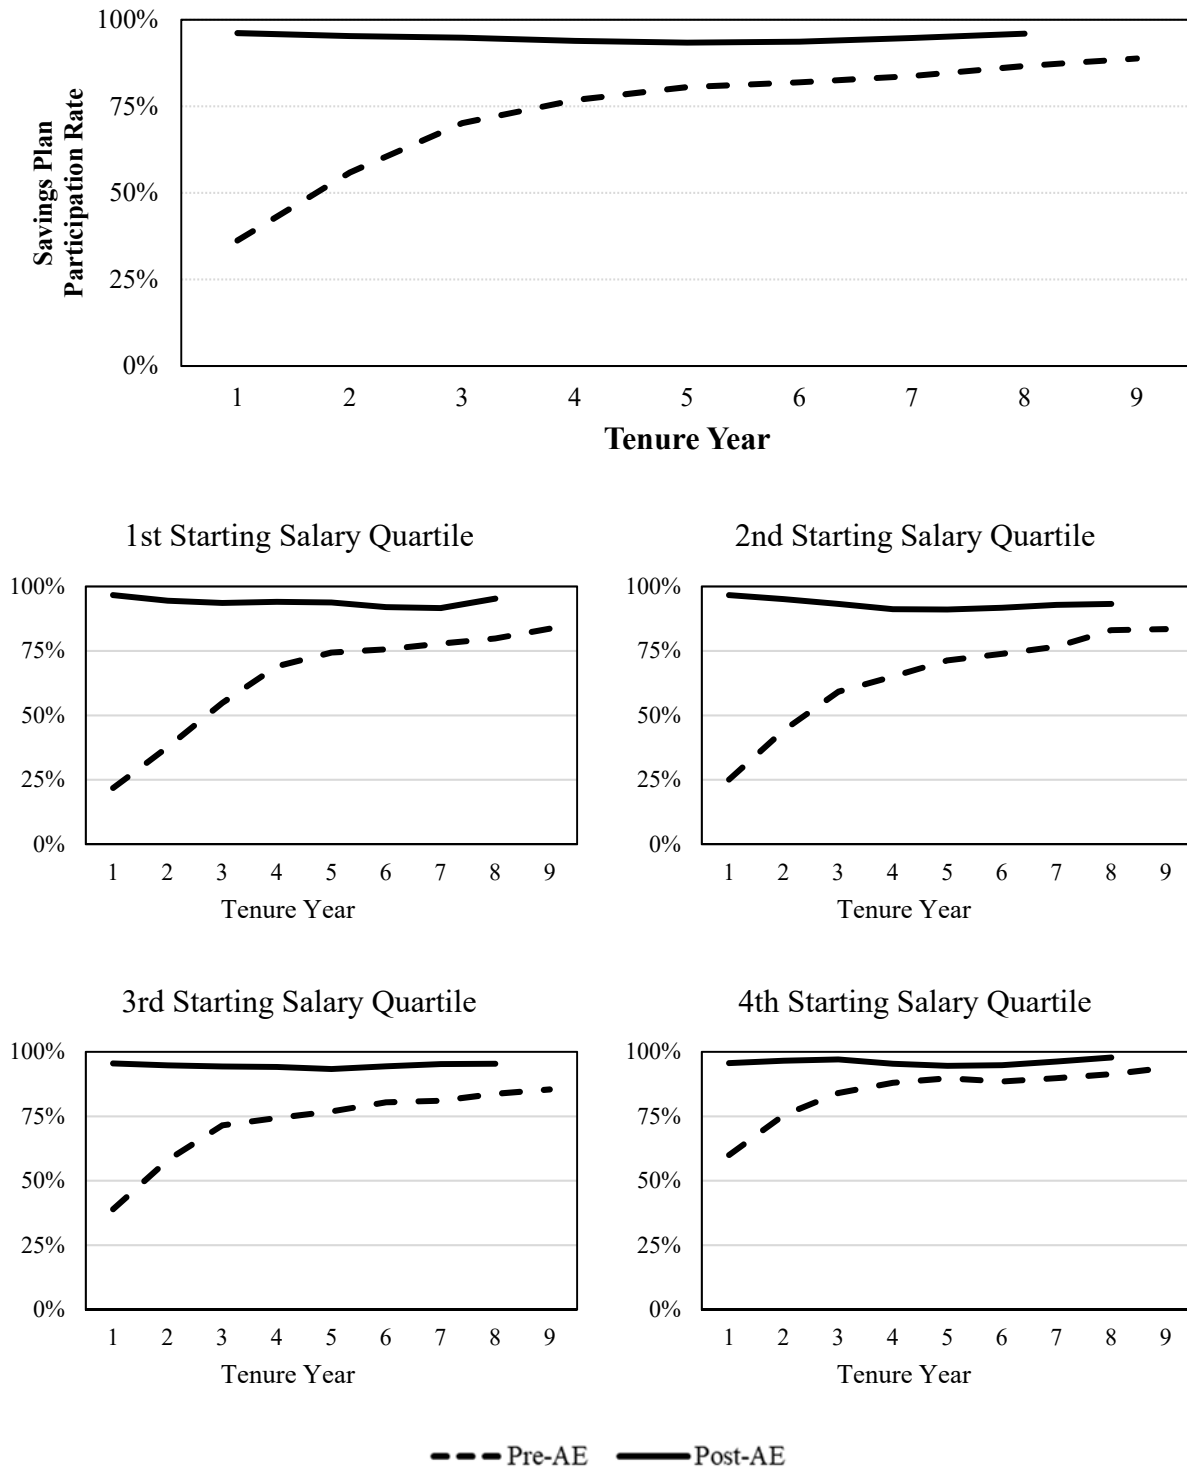 100%
75%
50%
25%
0%
Savings Plan
Participation Rate
1 2 3 4 5 6 7 8 9
Tenure Year
1st Starting Salary Quartile
100%
75%
50%
25%
0%
1 2 3 4 5 6 7 8 9
Tenure Year
2nd Starting Salary Quartile
100%
75%
50%
25%
0%
1 2 3 4 5 6 7 8 9
Tenure Year
3rd Starting Salary Quartile
100%
75%
50%
25%
0%
1 2 3 4 5 6 7 8 9
Tenure Year
4th Starting Salary Quartile
100%
75%
50%
25%
0%
1 2 3 4 5 6 7 8 9
Tenure Year
Pre-AE Post-AE